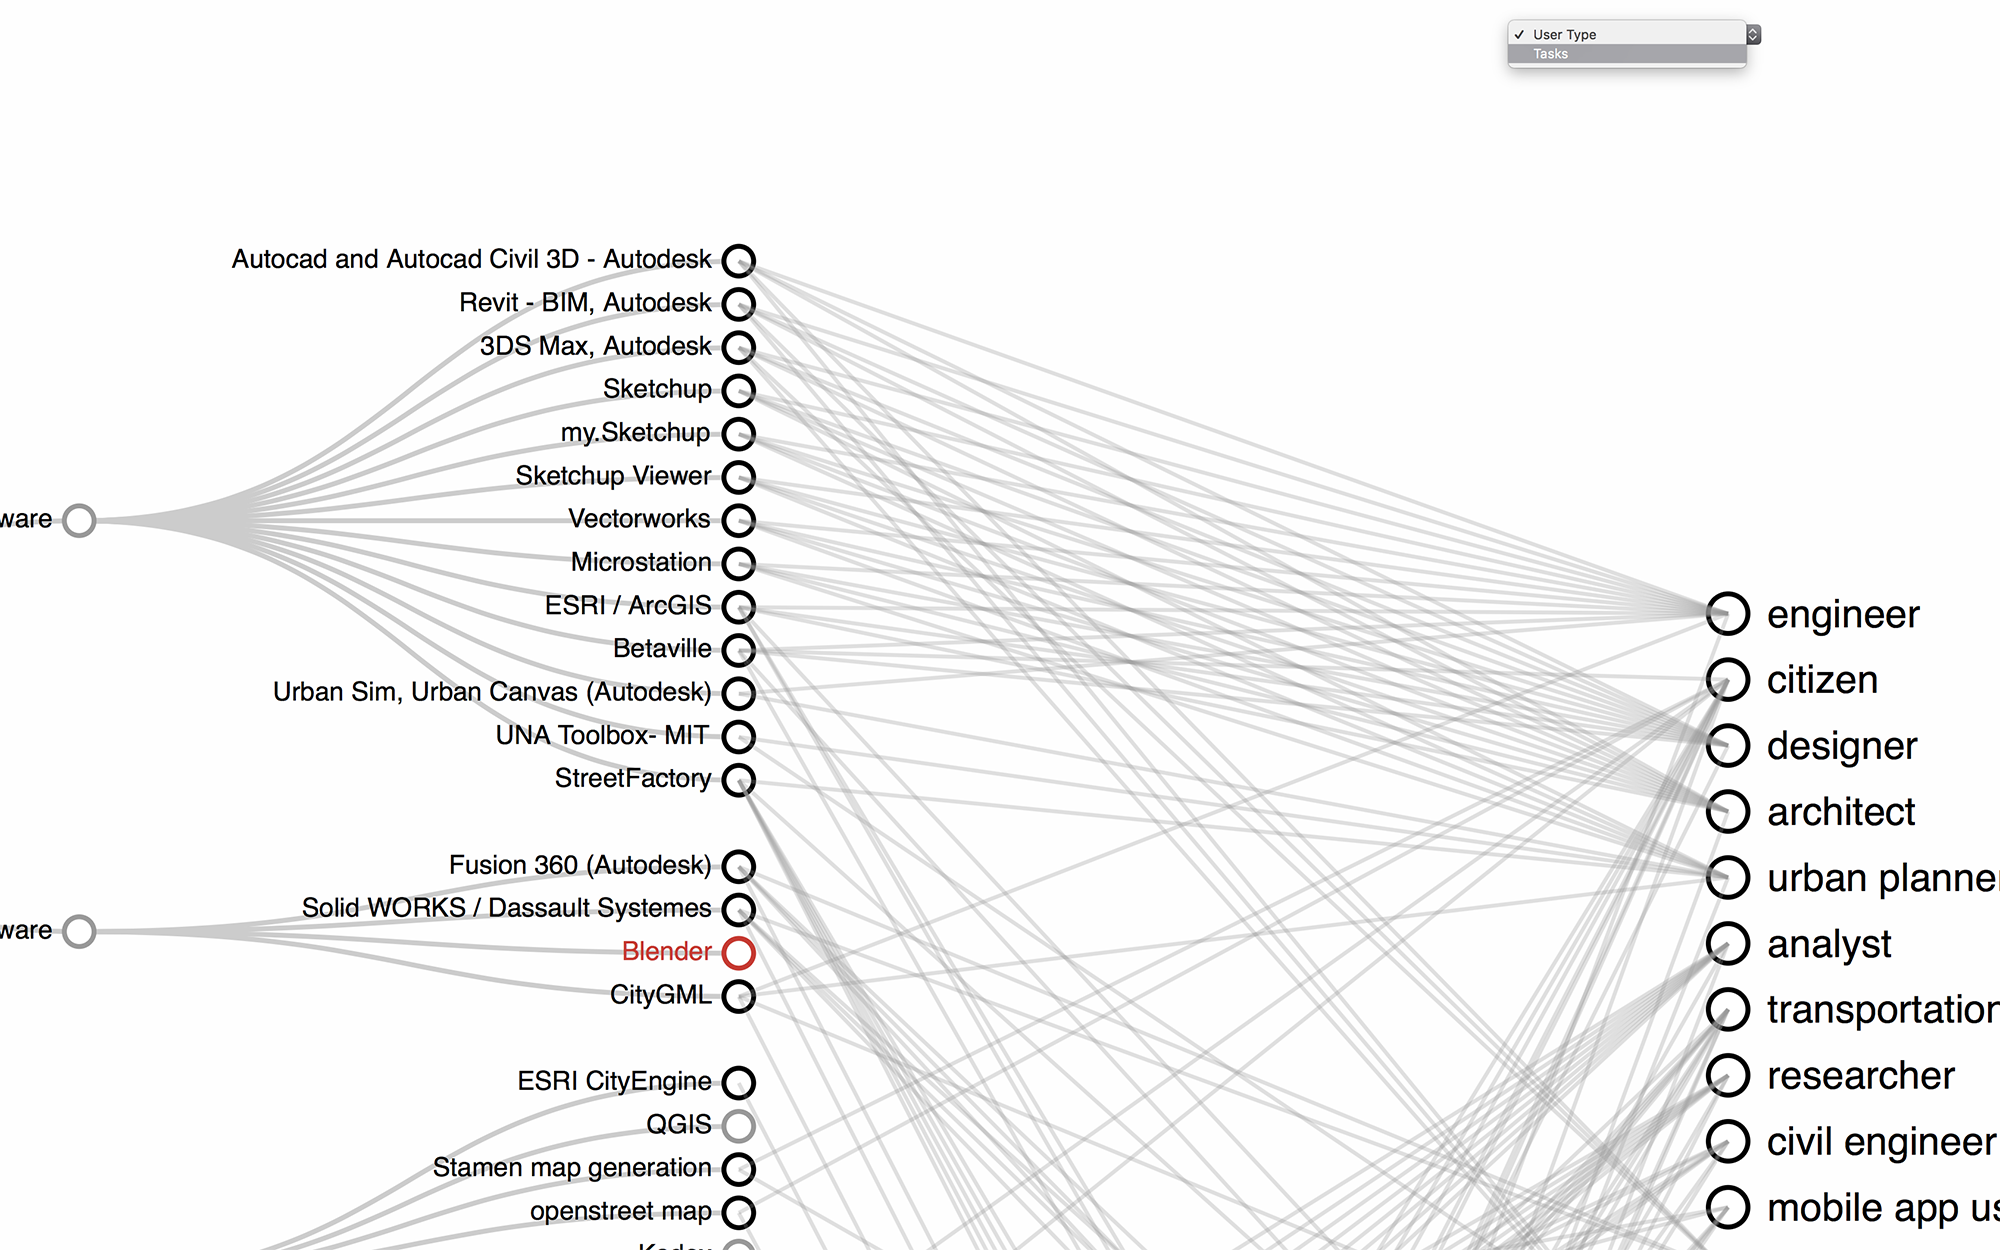 ✓ User Type
Tasks
Autocad and Autocad Civil 3D - Autodesk
Revit - BIM, Autodesk
3DS Max, Autodesk
Sketchup
my.Sketchup
Sketchup Viewer
ware
Vectorworks
Microstation
ESRI / ArcGIS
Betaville
Urban Sim, Urban Canvas (Autodesk)
UNA Toolbox- MIT
StreetFactory
Fusion 360 (Autodesk)
Solid WORKS / Dassault Systemes
ware
Blender
CityGML
ESRI CityEngine
QGIS
Stamen map generation
openstreet map
engineer
citizen
designer
architect
urban planner
analyst
transportation
researcher
civil engineer
mobile app us